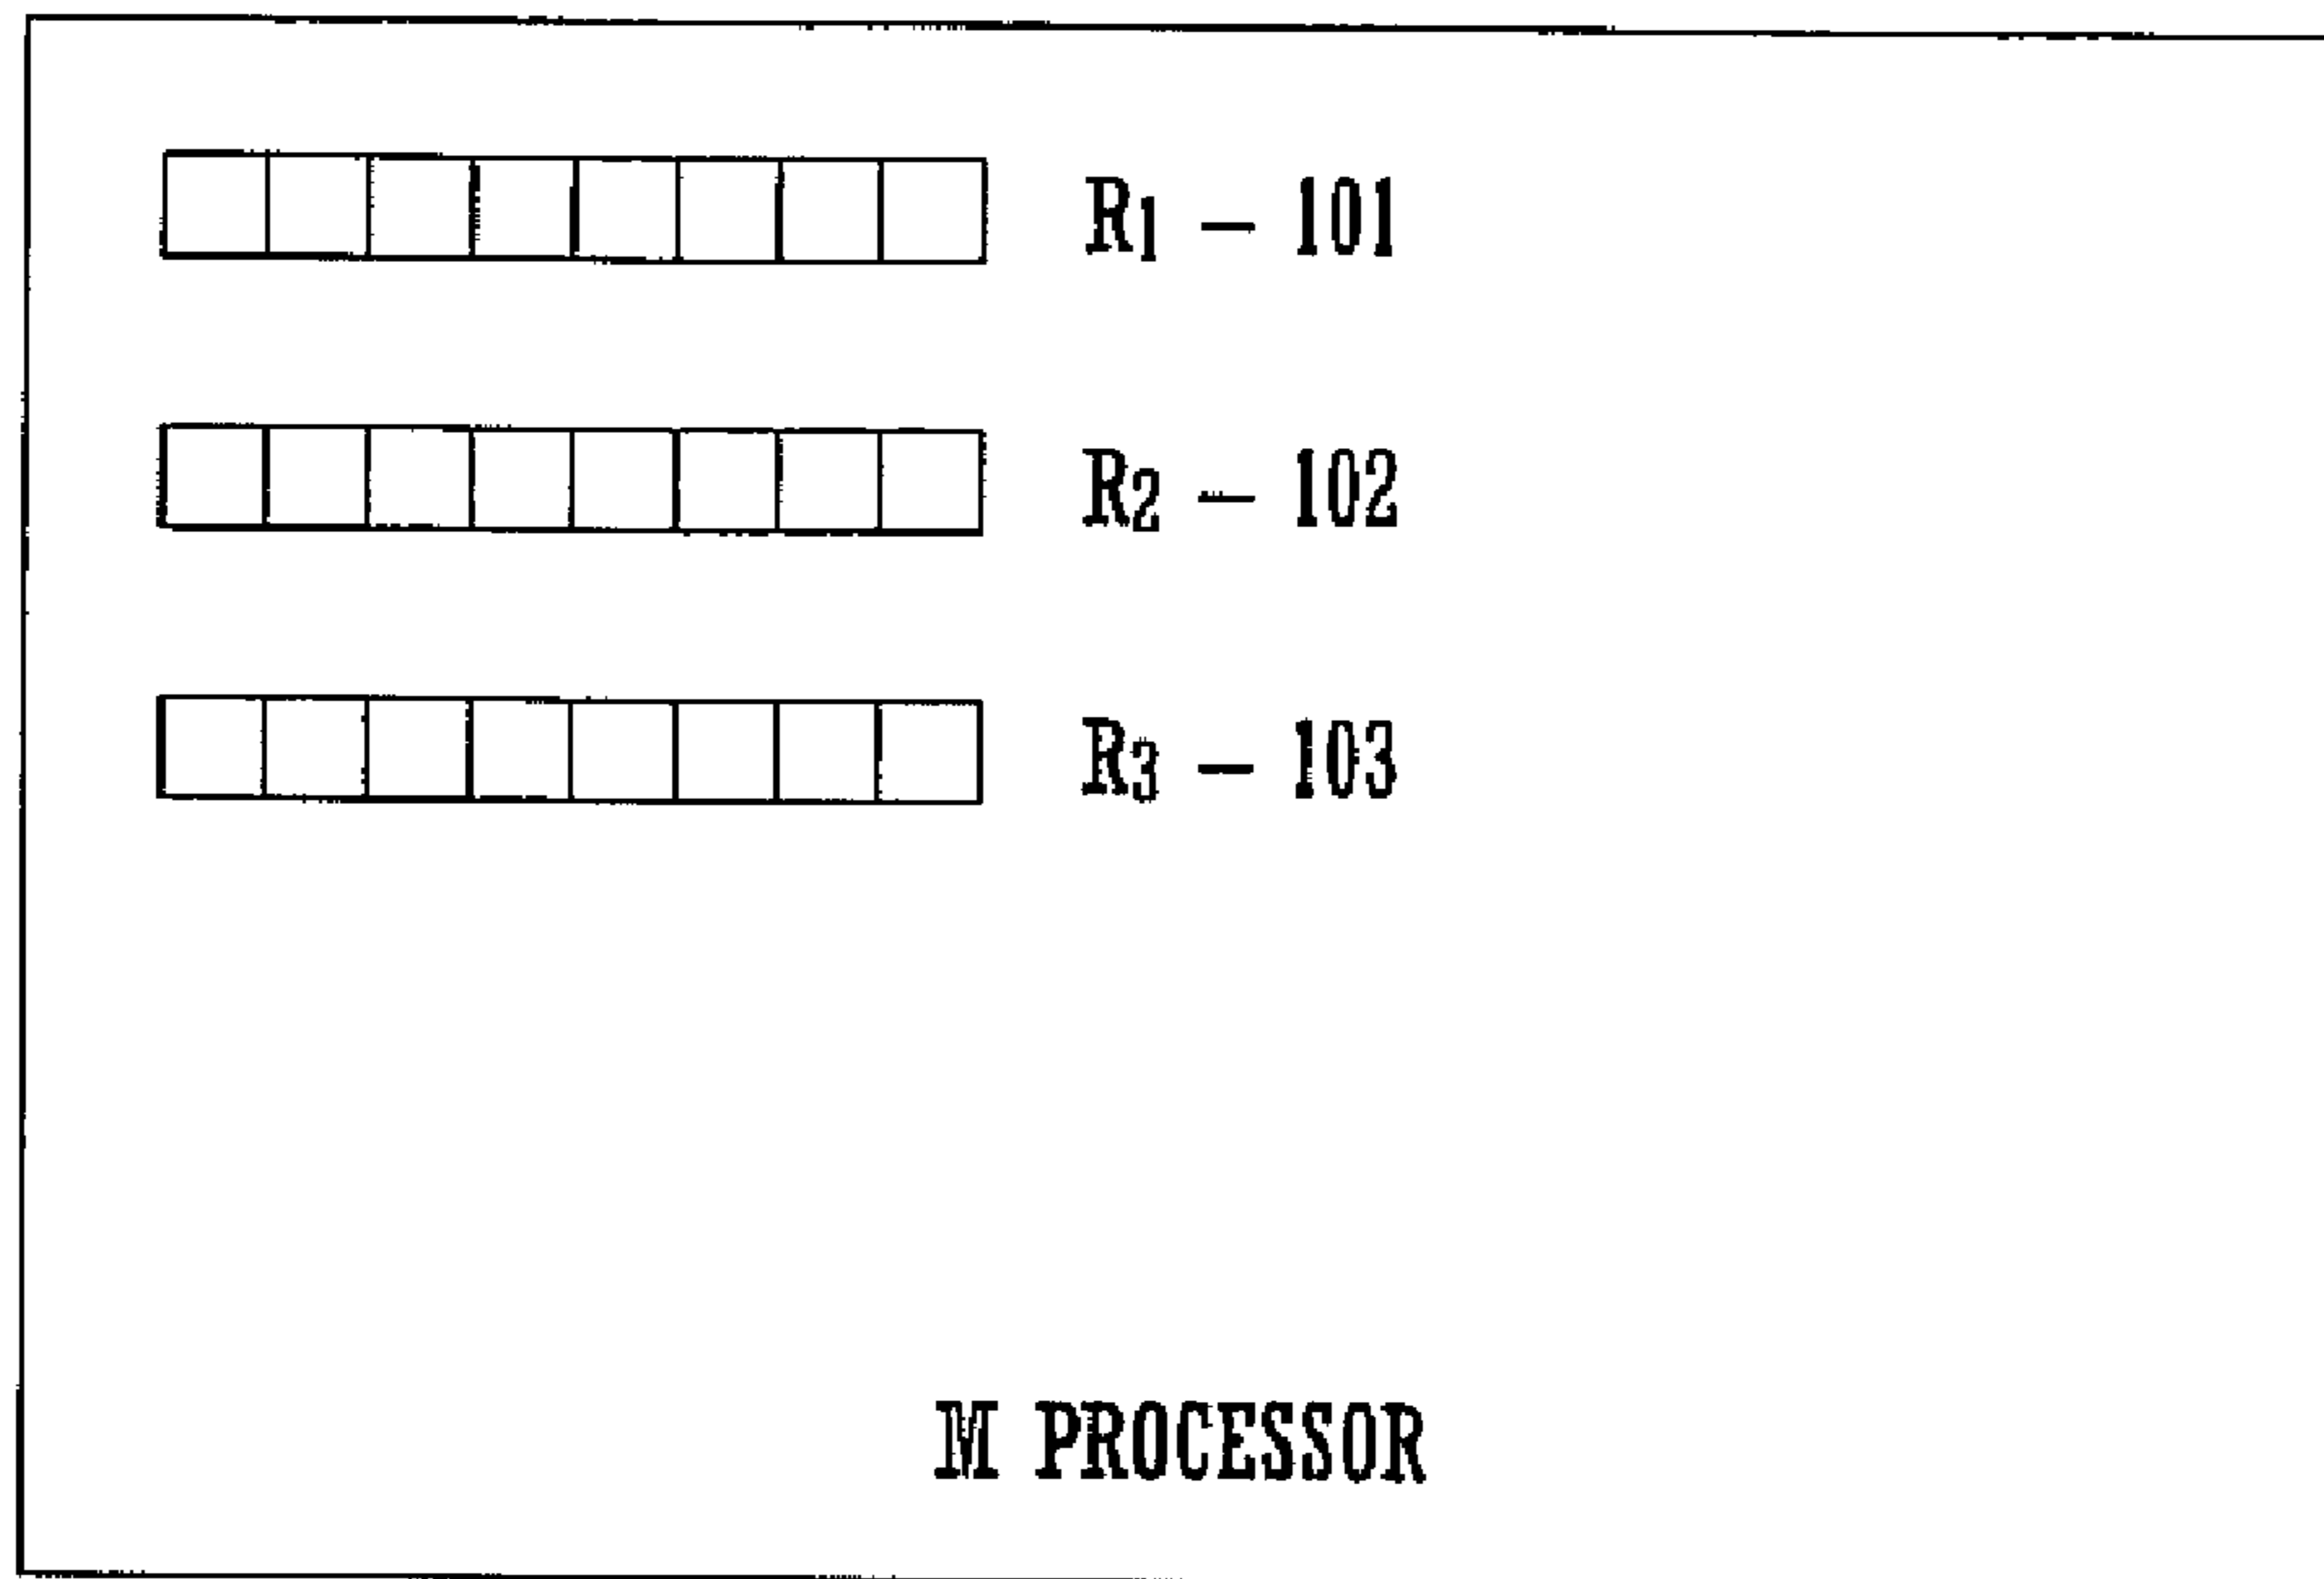 R1 – 101
R2 – 102
R3 – 103
M PROCESSOR